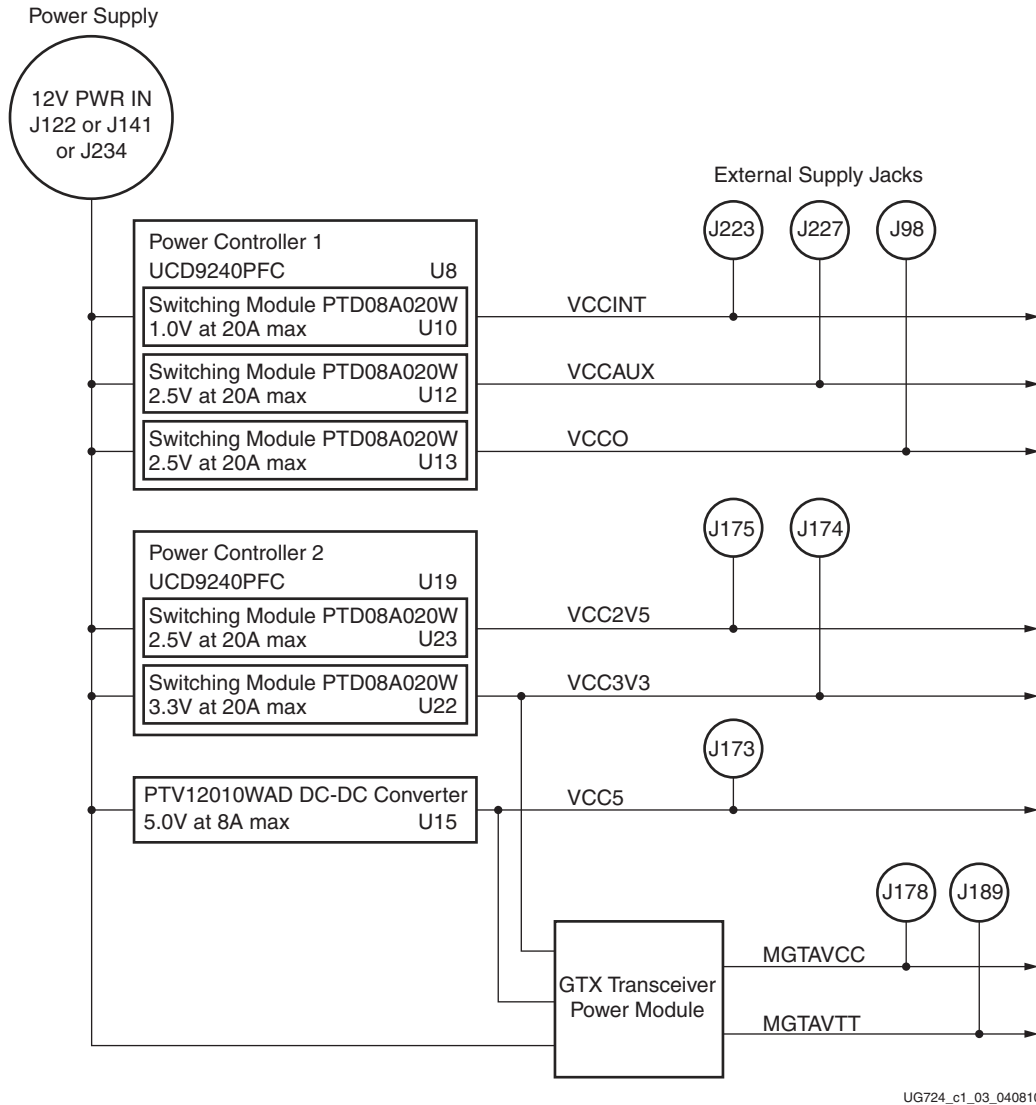 Power Supply
12V PWR IN
J122 or J141
or J234
External Supply Jacks
J223
J227
J98
Power Controller 1
UCD9240PFC U8
Switching Module PTD08A020W
1.0V at 20A max U10
VCCINT
Switching Module PTD08A020W
2.5V at 20A max U12
VCCAUX
Switching Module PTD08A020W
2.5V at 20A max U13
VCCO
J175
J174
Power Controller 2
UCD9240PFC U19
Switching Module PTD08A020W
2.5V at 20A max U23
VCC2V5
Switching Module PTD08A020W
3.3V at 20A max U22
VCC3V3
J173
PTV12010WAD DC-DC Converter
5.0V at 8A max U15
VCC5
J178
J189
GTX Transceiver
Power Module
MGTAVCC
MGTAVTT
UG724_c1_03_040810